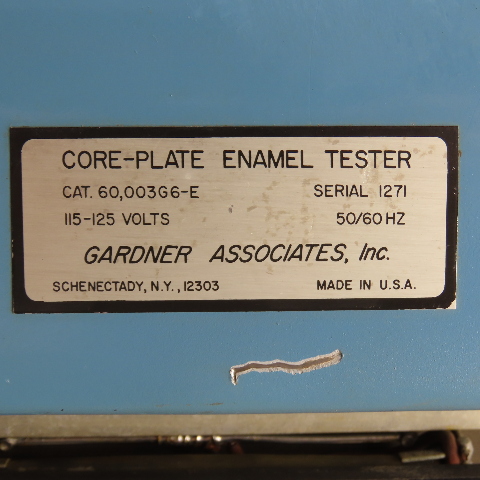 CORE-PLATE ENAMEL TESTER
CAT. 60,003G6-E SERIAL 1271
115-125 VOLTS 50/60 HZ
GARDNER ASSOCIATES, Inc.
SCHENECTADY, N.Y., 12303 MADE IN U.S.A.